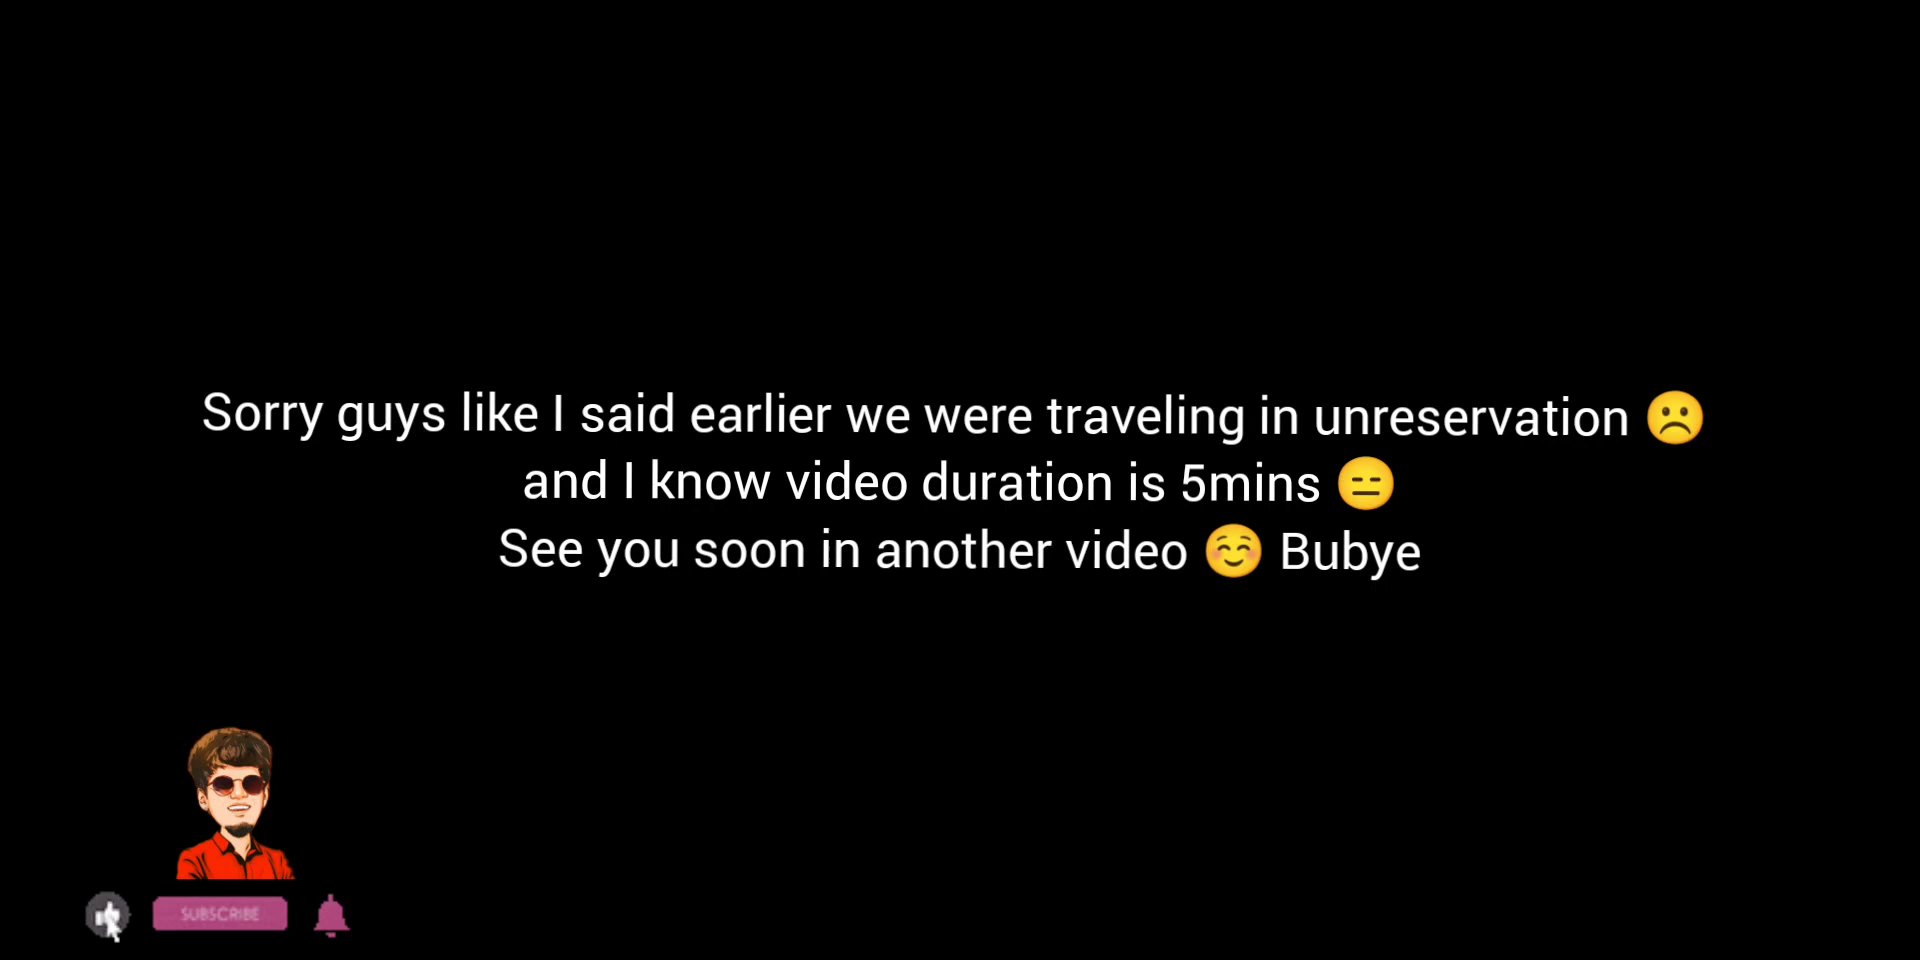 Sorry guys like I said earlier we were traveling in unreservation ☹️
and I know video duration is 5mins 😑
See you soon in another video ☺️ Bubye
SUBSCRIBE